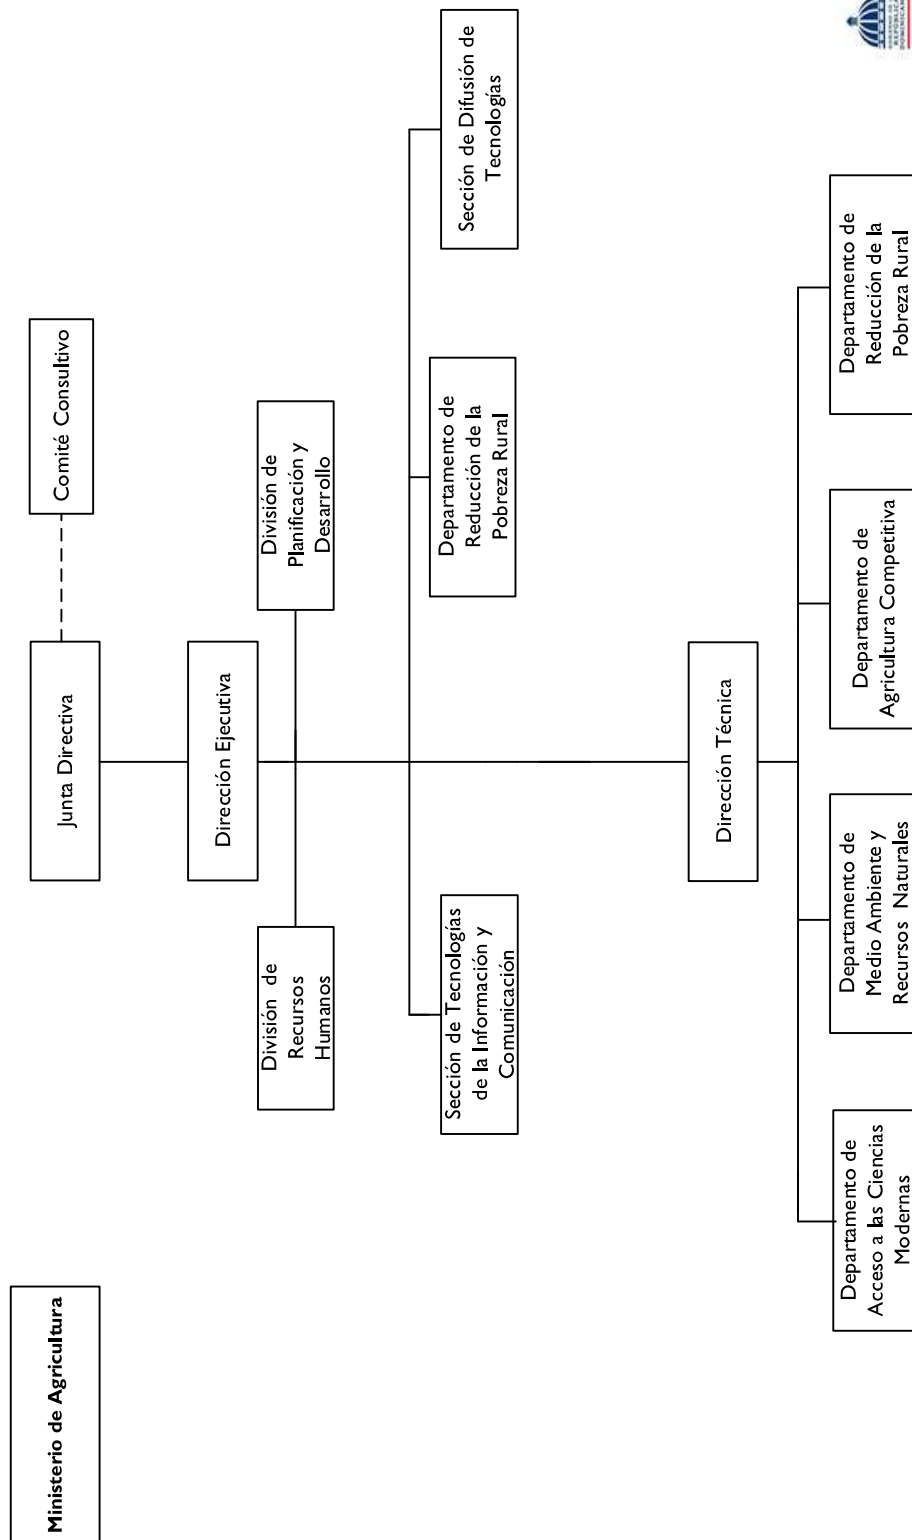 Ministerio de Agricultura
Junta Directiva
Comité Consultivo
Dirección Ejecutiva
División de
Recursos
Humanos
División de
Planificación y
Desarrollo
Sección de Tecnologías
de la Información y
Comunicación
Departamento de
Reducción de la
Pobreza Rural
Sección de Difusión de
Tecnologías
Dirección Técnica
Departamento de
Acceso a las Ciencias
Modernas
Departamento de
Medio Ambiente y
Recursos Naturales
Departamento de
Agricultura Competitiva
Departamento de
Reducción de la
Pobreza Rural
REPÚBLICA
DOMINICANA